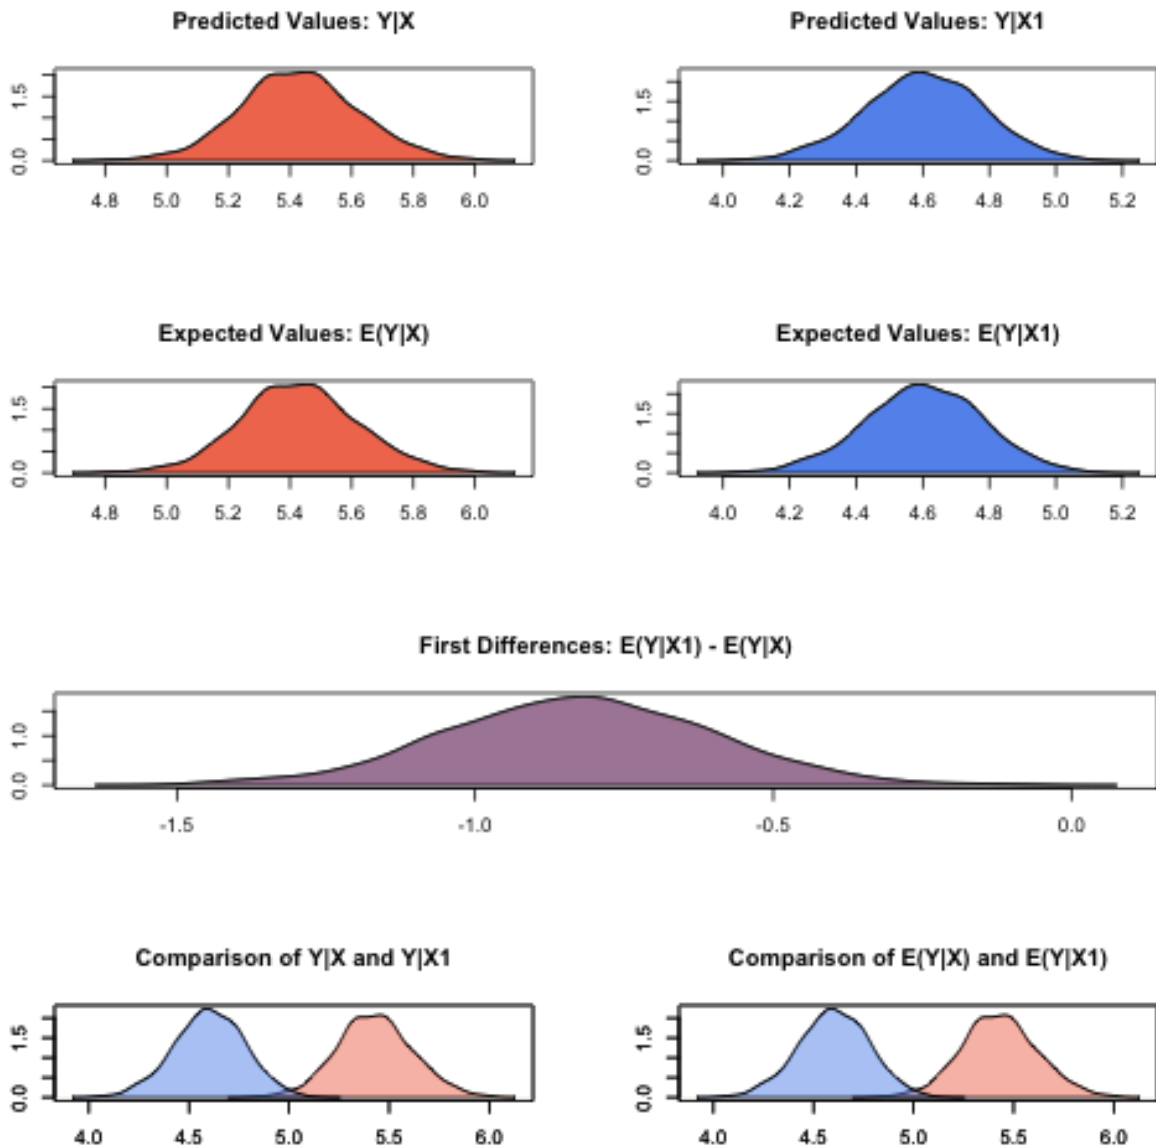 Predicted Values: Y|X
1.5
0.0
4.8 5.0 5.2 5.4 5.6 5.8 6.0
Predicted Values: Y|X1
1.5
0.0
4.0 4.2 4.4 4.6 4.8 5.0 5.2
Expected Values: E(Y|X)
1.5
0.0
4.8 5.0 5.2 5.4 5.6 5.8 6.0
Expected Values: E(Y|X1)
1.5
0.0
4.0 4.2 4.4 4.6 4.8 5.0 5.2
First Differences: E(Y|X1) - E(Y|X)
1.0
0.0
-1.5 -1.0 -0.5 0.0
Comparison of Y|X and Y|X1
1.5
0.0
4.0 4.5 5.0 5.5 6.0
Comparison of E(Y|X) and E(Y|X1)
1.5
0.0
4.0 4.5 5.0 5.5 6.0